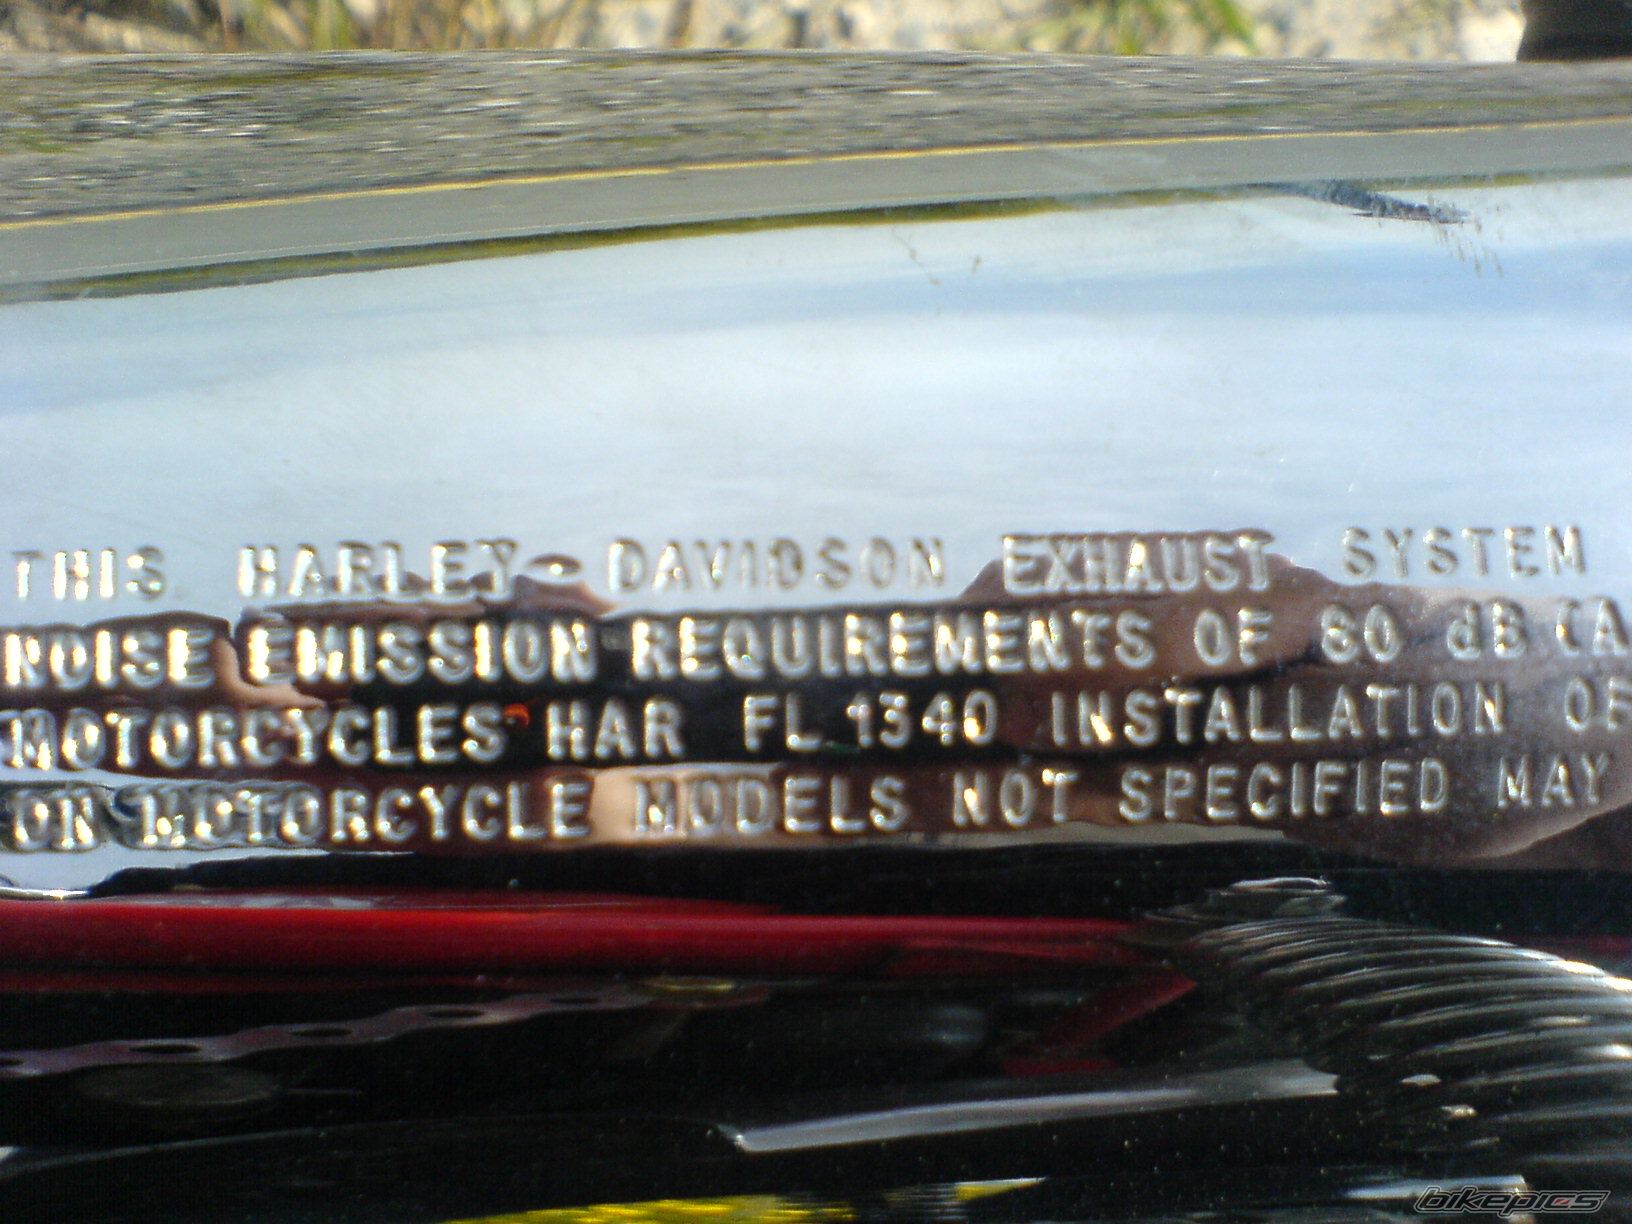 THIS HARLEY-DAVIDSON EXHAUST SYSTEM
NOISE EMISSION REQUIREMENTS OF 80 dB (A
MOTORCYCLES HAR FL 1340 INSTALLATION OF
ON MOTORCYCLE MODELS NOT SPECIFIED MAY
bikepics